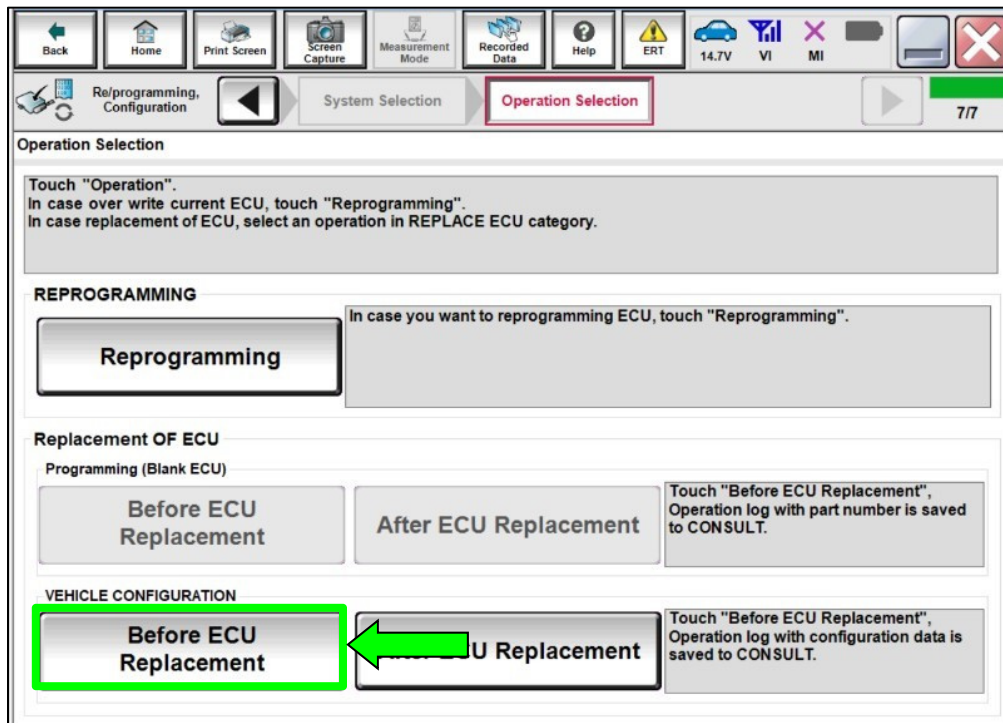 Back
Home
Print Screen
Screen
Capture
Measurement
Mode
Recorded
Data
Help
ERT
14.7V
VI
MI
Re/programming,
Configuration
System Selection
Operation Selection
7/7
Operation Selection
Touch "Operation".
In case over write current ECU, touch "Reprogramming".
In case replacement of ECU, select an operation in REPLACE ECU category.
REPROGRAMMING
Reprogramming
In case you want to reprogramming ECU, touch "Reprogramming".
Replacement OF ECU
Programming (Blank ECU)
Before ECU
Replacement
After ECU Replacement
Touch "Before ECU Replacement",
Operation log with part number is saved
to CONSULT.
VEHICLE CONFIGURATION
Before ECU
Replacement
ECU Replacement
Touch "Before ECU Replacement",
Operation log with configuration data is
saved to CONSULT.